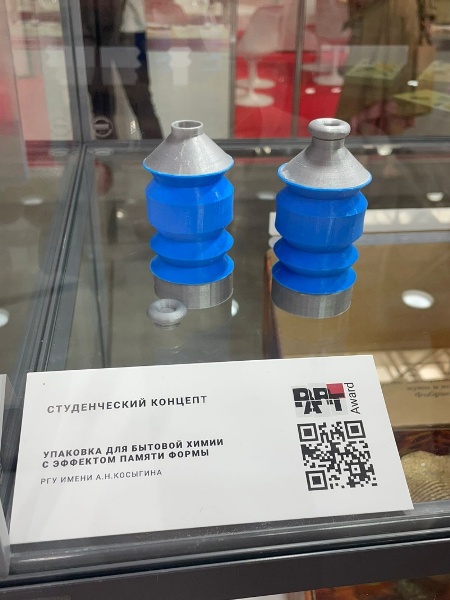 СТУДЕНЧЕСКИЙ КОНЦЕПТ
Award
УПАКОВКА ДЛЯ БЫТОВОЙ ХИМИИ
С ЭФФЕКТОМ ПАМЯТИ ФОРМЫ
РГУ ИМЕНИ А.Н.КОСЫГИНА